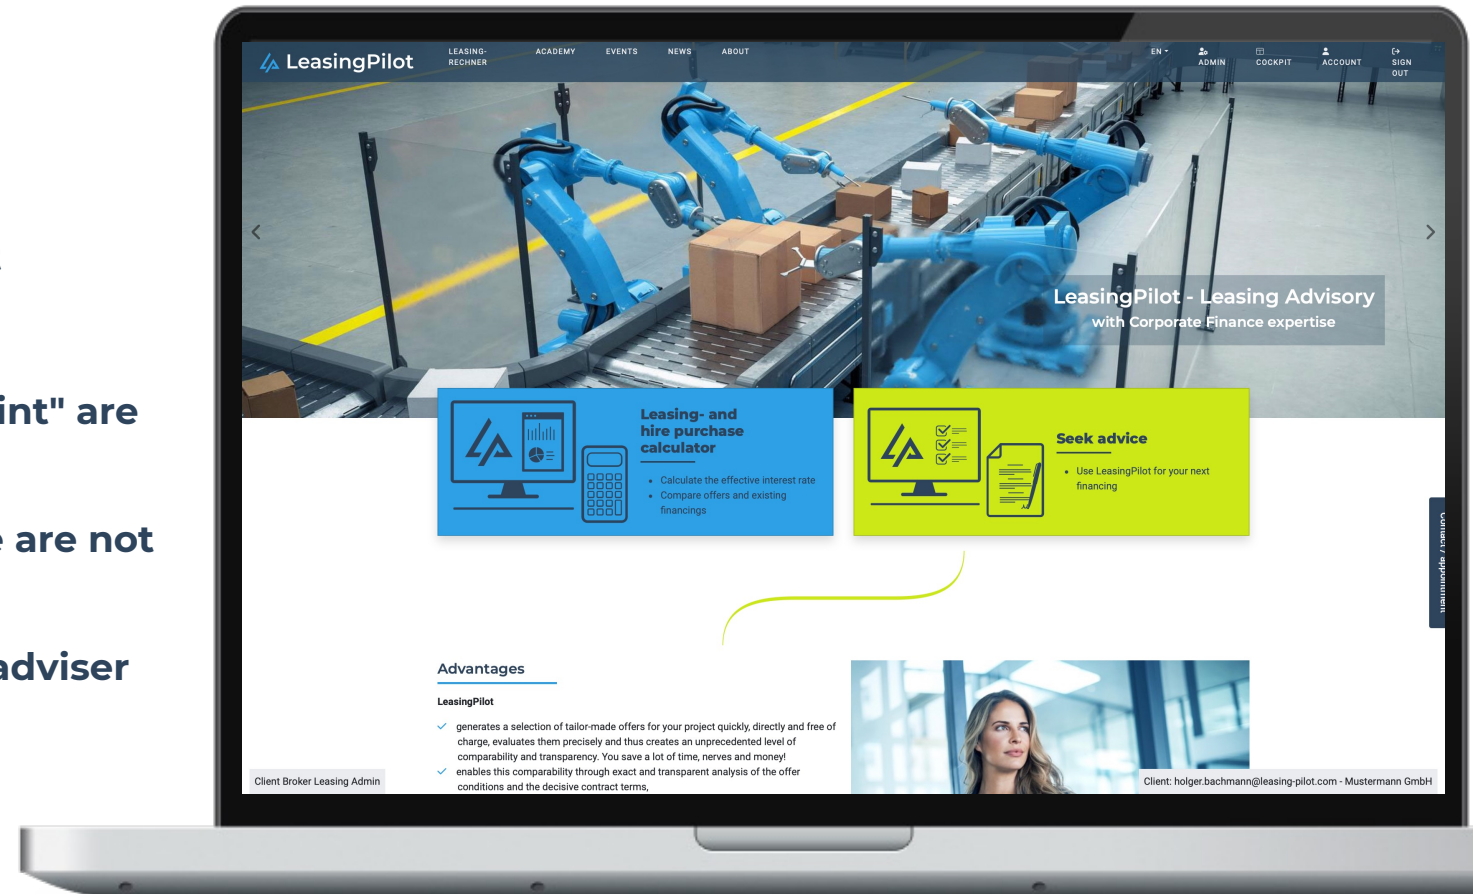 LeasingPilot
LEASING-
RECHNER
ACADEMY
EVENTS
NEWS
ABOUT
EN
ADMIN
COCKPIT
ACCOUNT
SIGN
OUT
LeasingPilot - Leasing Advisory
with Corporate Finance expertise
int" are
Leasing- and
hire purchase
calculator
• Calculate the effective interest rate
• Compare offers and existing
financings
Seek advice
• Use LeasingPilot for your next
financing
e are not
Contact / appointment
adviser
Advantages
LeasingPilot
generates a selection of tailor-made offers for your project quickly, directly and free of
charge, evaluates them precisely and thus creates an unprecedented level of
comparability and transparency. You save a lot of time, nerves and money!
enables this comparability through exact and transparent analysis of the offer
conditions and the decisive contract terms,
Client Broker Leasing Admin
Client: holger.bachmann@leasing-pilot.com - Mustermann GmbH